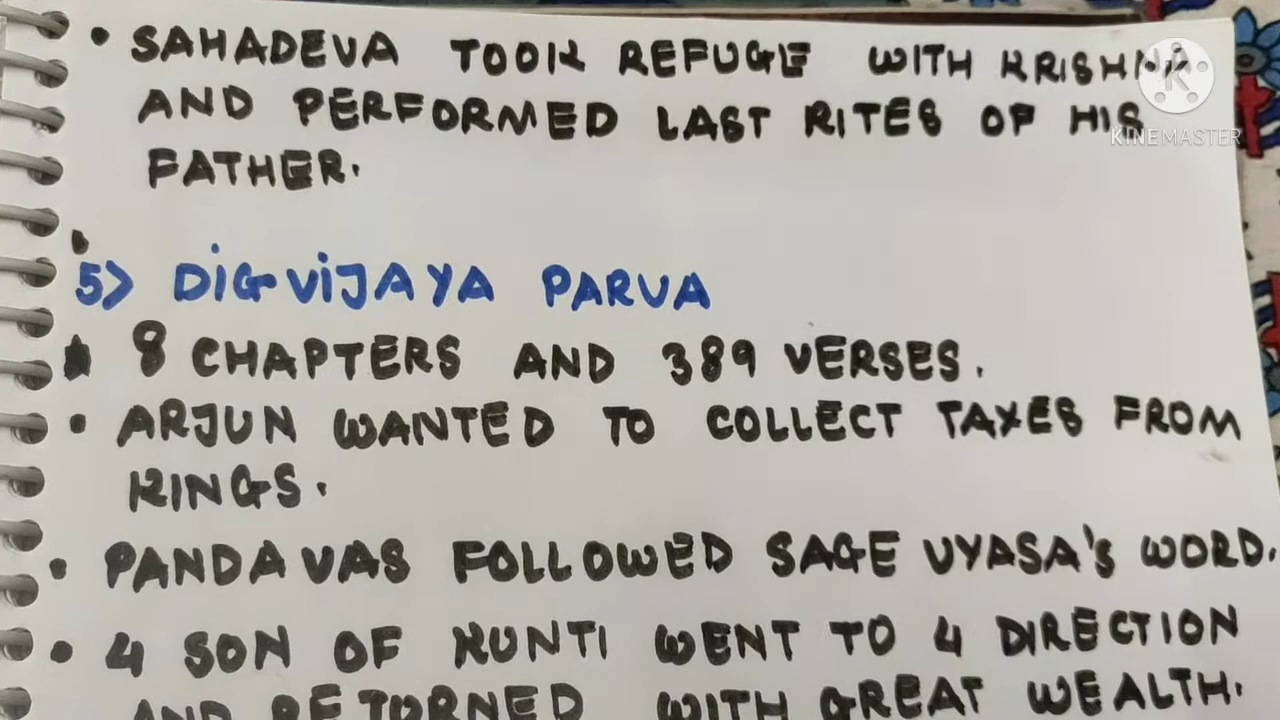 • SAHADEVA TOOK REFUGE WITH KRISHNA
AND PERFORMED LAST RITES OF HIS
FATHER.
KINEMASTER
5> DIGVIJAYA PARVA
8 CHAPTERS AND 389 VERSES.
• ARJUN WANTED TO COLLECT TAXES FROM
KINGS.
• PANDAVAS FOLLOWED SAGE VYASA'S WORD.
• 4 SON OF KUNTI WENT TO 4 DIRECTION
AND RETURNED WITH GREAT WEALTH.